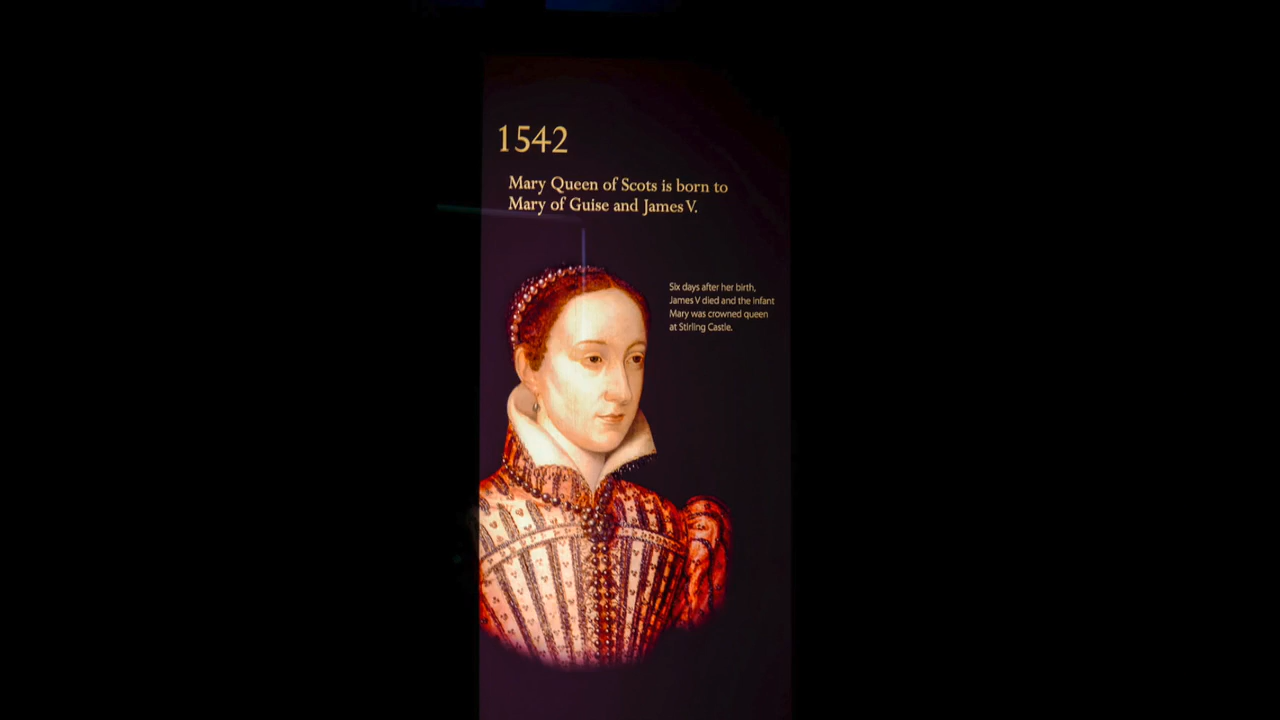 1542
Mary Queen of Scots is born to
Mary of Guise and James V.
Six days after her birth,
James V died and the infant
Mary was crowned queen
at Stirling Castle.